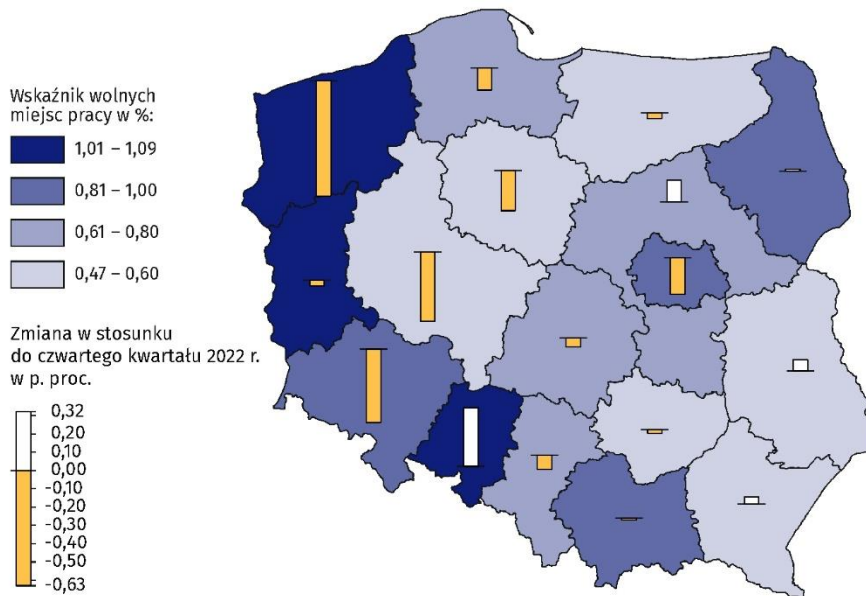 Wskaźnik wolnych
miejsc pracy w %:
1,01 – 1,09
0,81 – 1,00
0,61 – 0,80
0,47 – 0,60
Zmiana w stosunku
do czwartego kwartału 2022 r.
w p. proc.
0,32
0,20
0,10
0,00
-0,10
-0,20
-0,30
-0,40
-0,50
-0,63